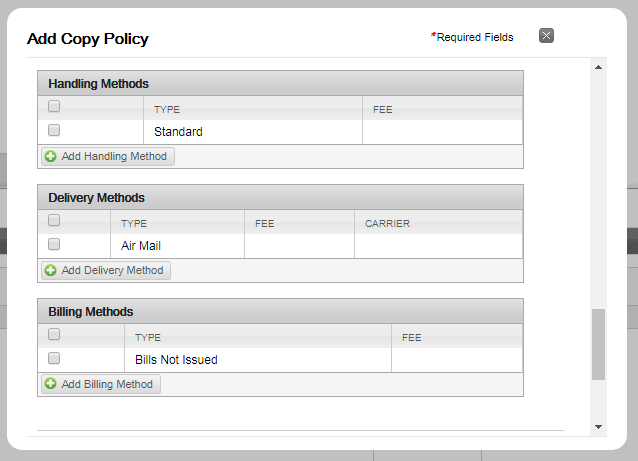 Add Copy Policy
*Required Fields
Handling Methods
TYPE FEE
Standard
Add Handling Method
Delivery Methods
TYPE FEE CARRIER
Air Mail
Add Delivery Method
Billing Methods
TYPE FEE
Bills Not Issued
Add Billing Method